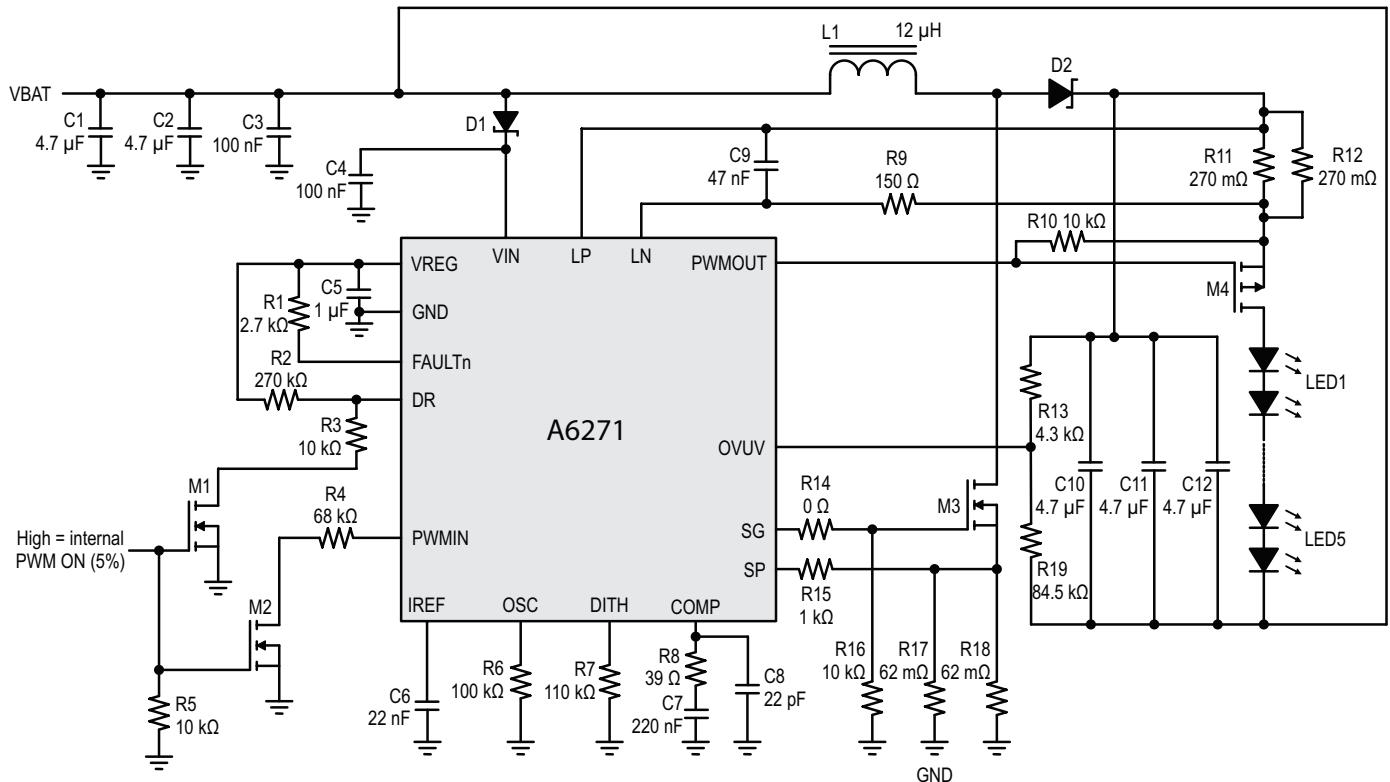 L1 12 µH
D2
VBAT
C1
4.7 µF
C2
4.7 µF
C3
100 nF
D1
C4
100 nF
C9
47 nF
R9
150 Ω
R11
270 mΩ
R12
270 mΩ
R10 10 kΩ
VREG
VIN
LP
LN
PWMOUT
M4
C5
1 µF
GND
R1
2.7 kΩ
FAULTn
R2
270 kΩ
DR
R3
10 kΩ
A6271
LED1
R13
4.3 kΩ
OVUV
C10
4.7 µF
C11
4.7 µF
C12
4.7 µF
M1
R4
68 kΩ
R14
0 Ω
M3
High = internal
PWM ON (5%)
PWMIN
SG
SP
LED5
R19
84.5 kΩ
R15
1 kΩ
M2
IREF
OSC
DITH
COMP
R5
10 kΩ
C6
22 nF
R6
100 kΩ
R7
110 kΩ
R8
39 Ω
C7
220 nF
C8
22 pF
R16
10 kΩ
R17
62 mΩ
R18
62 mΩ
GND